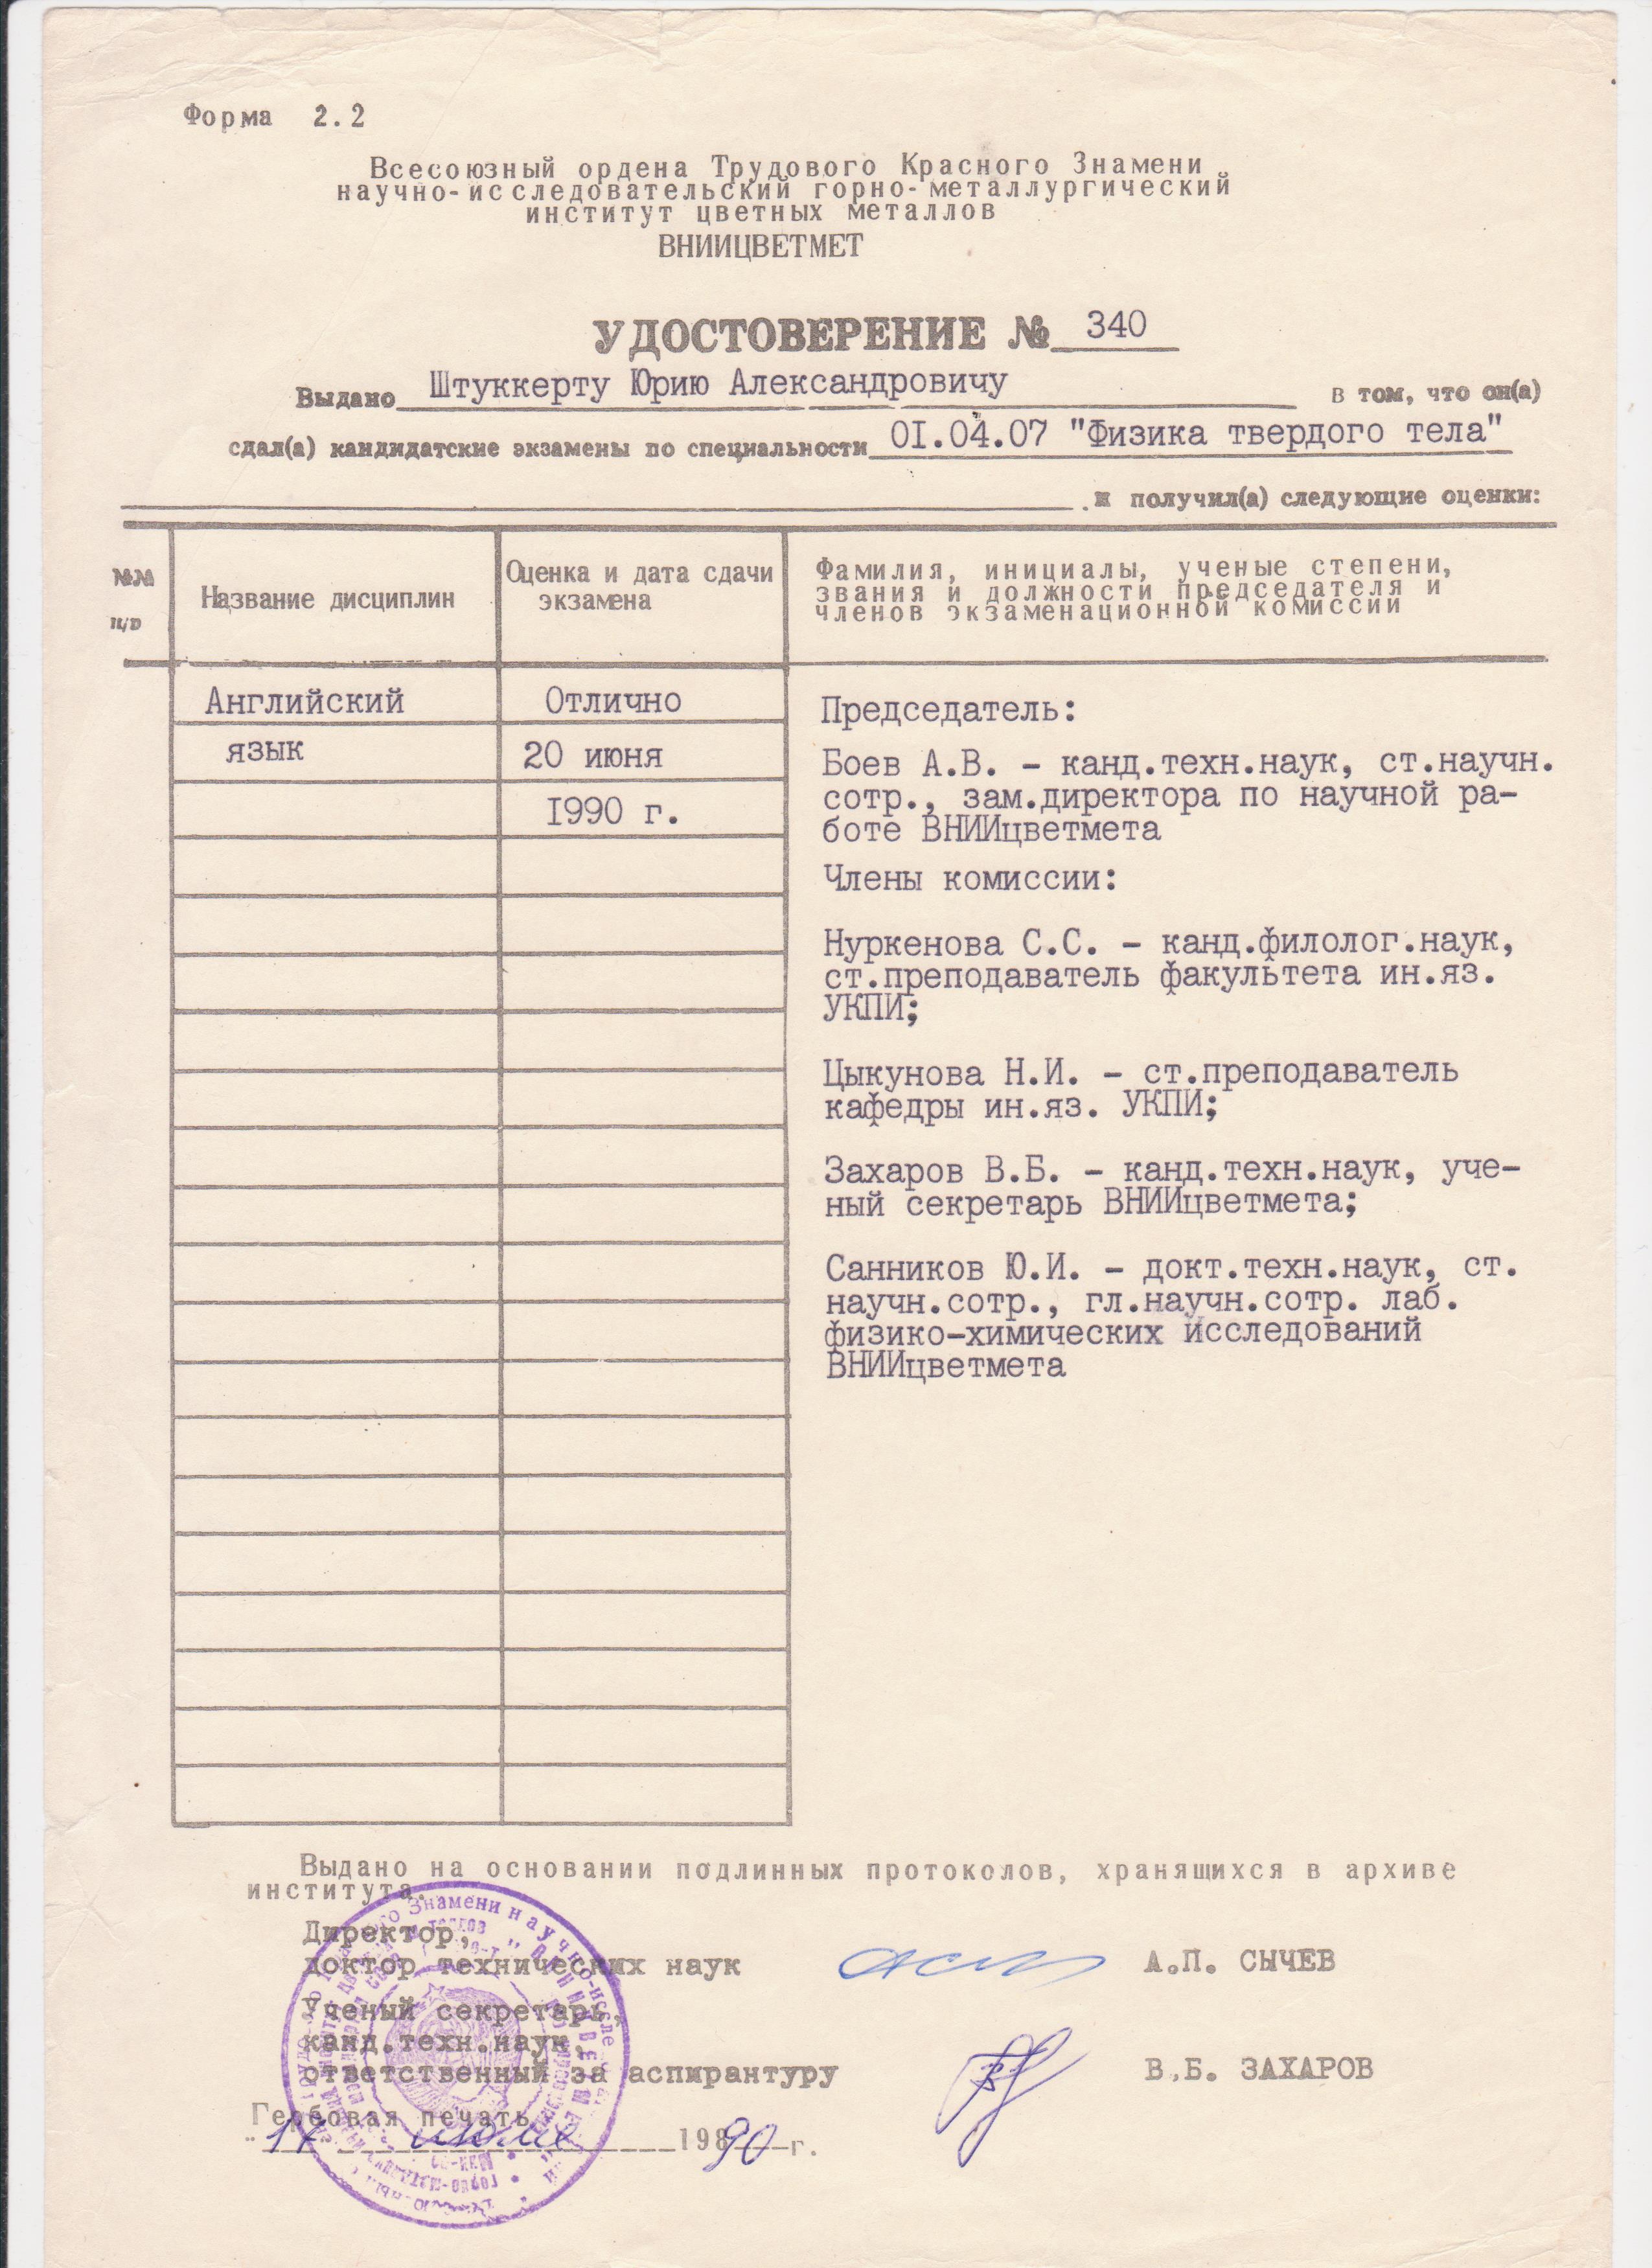 Форма 2.2
Всесоюзный ордена Трудового Красного Знамени
научно-исследовательский горно-металлургический
институт цветных металлов
ВНИИЦВЕТМЕТ
УДОСТОВЕРЕНИЕ № 340
Выдано Штуккерту Юрию Александровичу в том, что он(а)
сдал(а) кандидатские экзамены по специальности 01.04.07 "Физика твердого тела"
и получил(а) следующие оценки:
№№
п/п
Название дисциплин
Оценка и дата сдачи
экзамена
Фамилия, инициалы, ученые степени,
звания и должности председателя и
членов экзаменационной комиссии
Английский
язык
Отлично
20 июня
1990 г.
Председатель:
Боев А.В. - канд.техн.наук, ст.научн.
сотр., зам.директора по научной ра-
боте ВНИИцветмета
Члены комиссии:
Нуркенова С.С. - канд.филолог.наук,
ст.преподаватель факультета ин.яз.
УКПИ;
Цыкунова Н.И. - ст.преподаватель
кафедры ин.яз. УКПИ;
Захаров В.Б. - канд.техн.наук, уче-
ный секретарь ВНИИцветмета;
Санников Ю.И. - докт.техн.наук, ст.
научн.сотр., гл.научн.сотр. лаб.
физико-химических исследований
ВНИИцветмета
Выдано на основании подлинных протоколов, хранящихся в архиве
института.
Директор,
доктор технических наук А.П. СЫЧЕВ
Ученый секретарь,
канд.техн.наук,
ответственный за аспирантуру В.Б. ЗАХАРОВ
Гербовая печать
"17 июля 1990 г.
Знамени научно-иссле